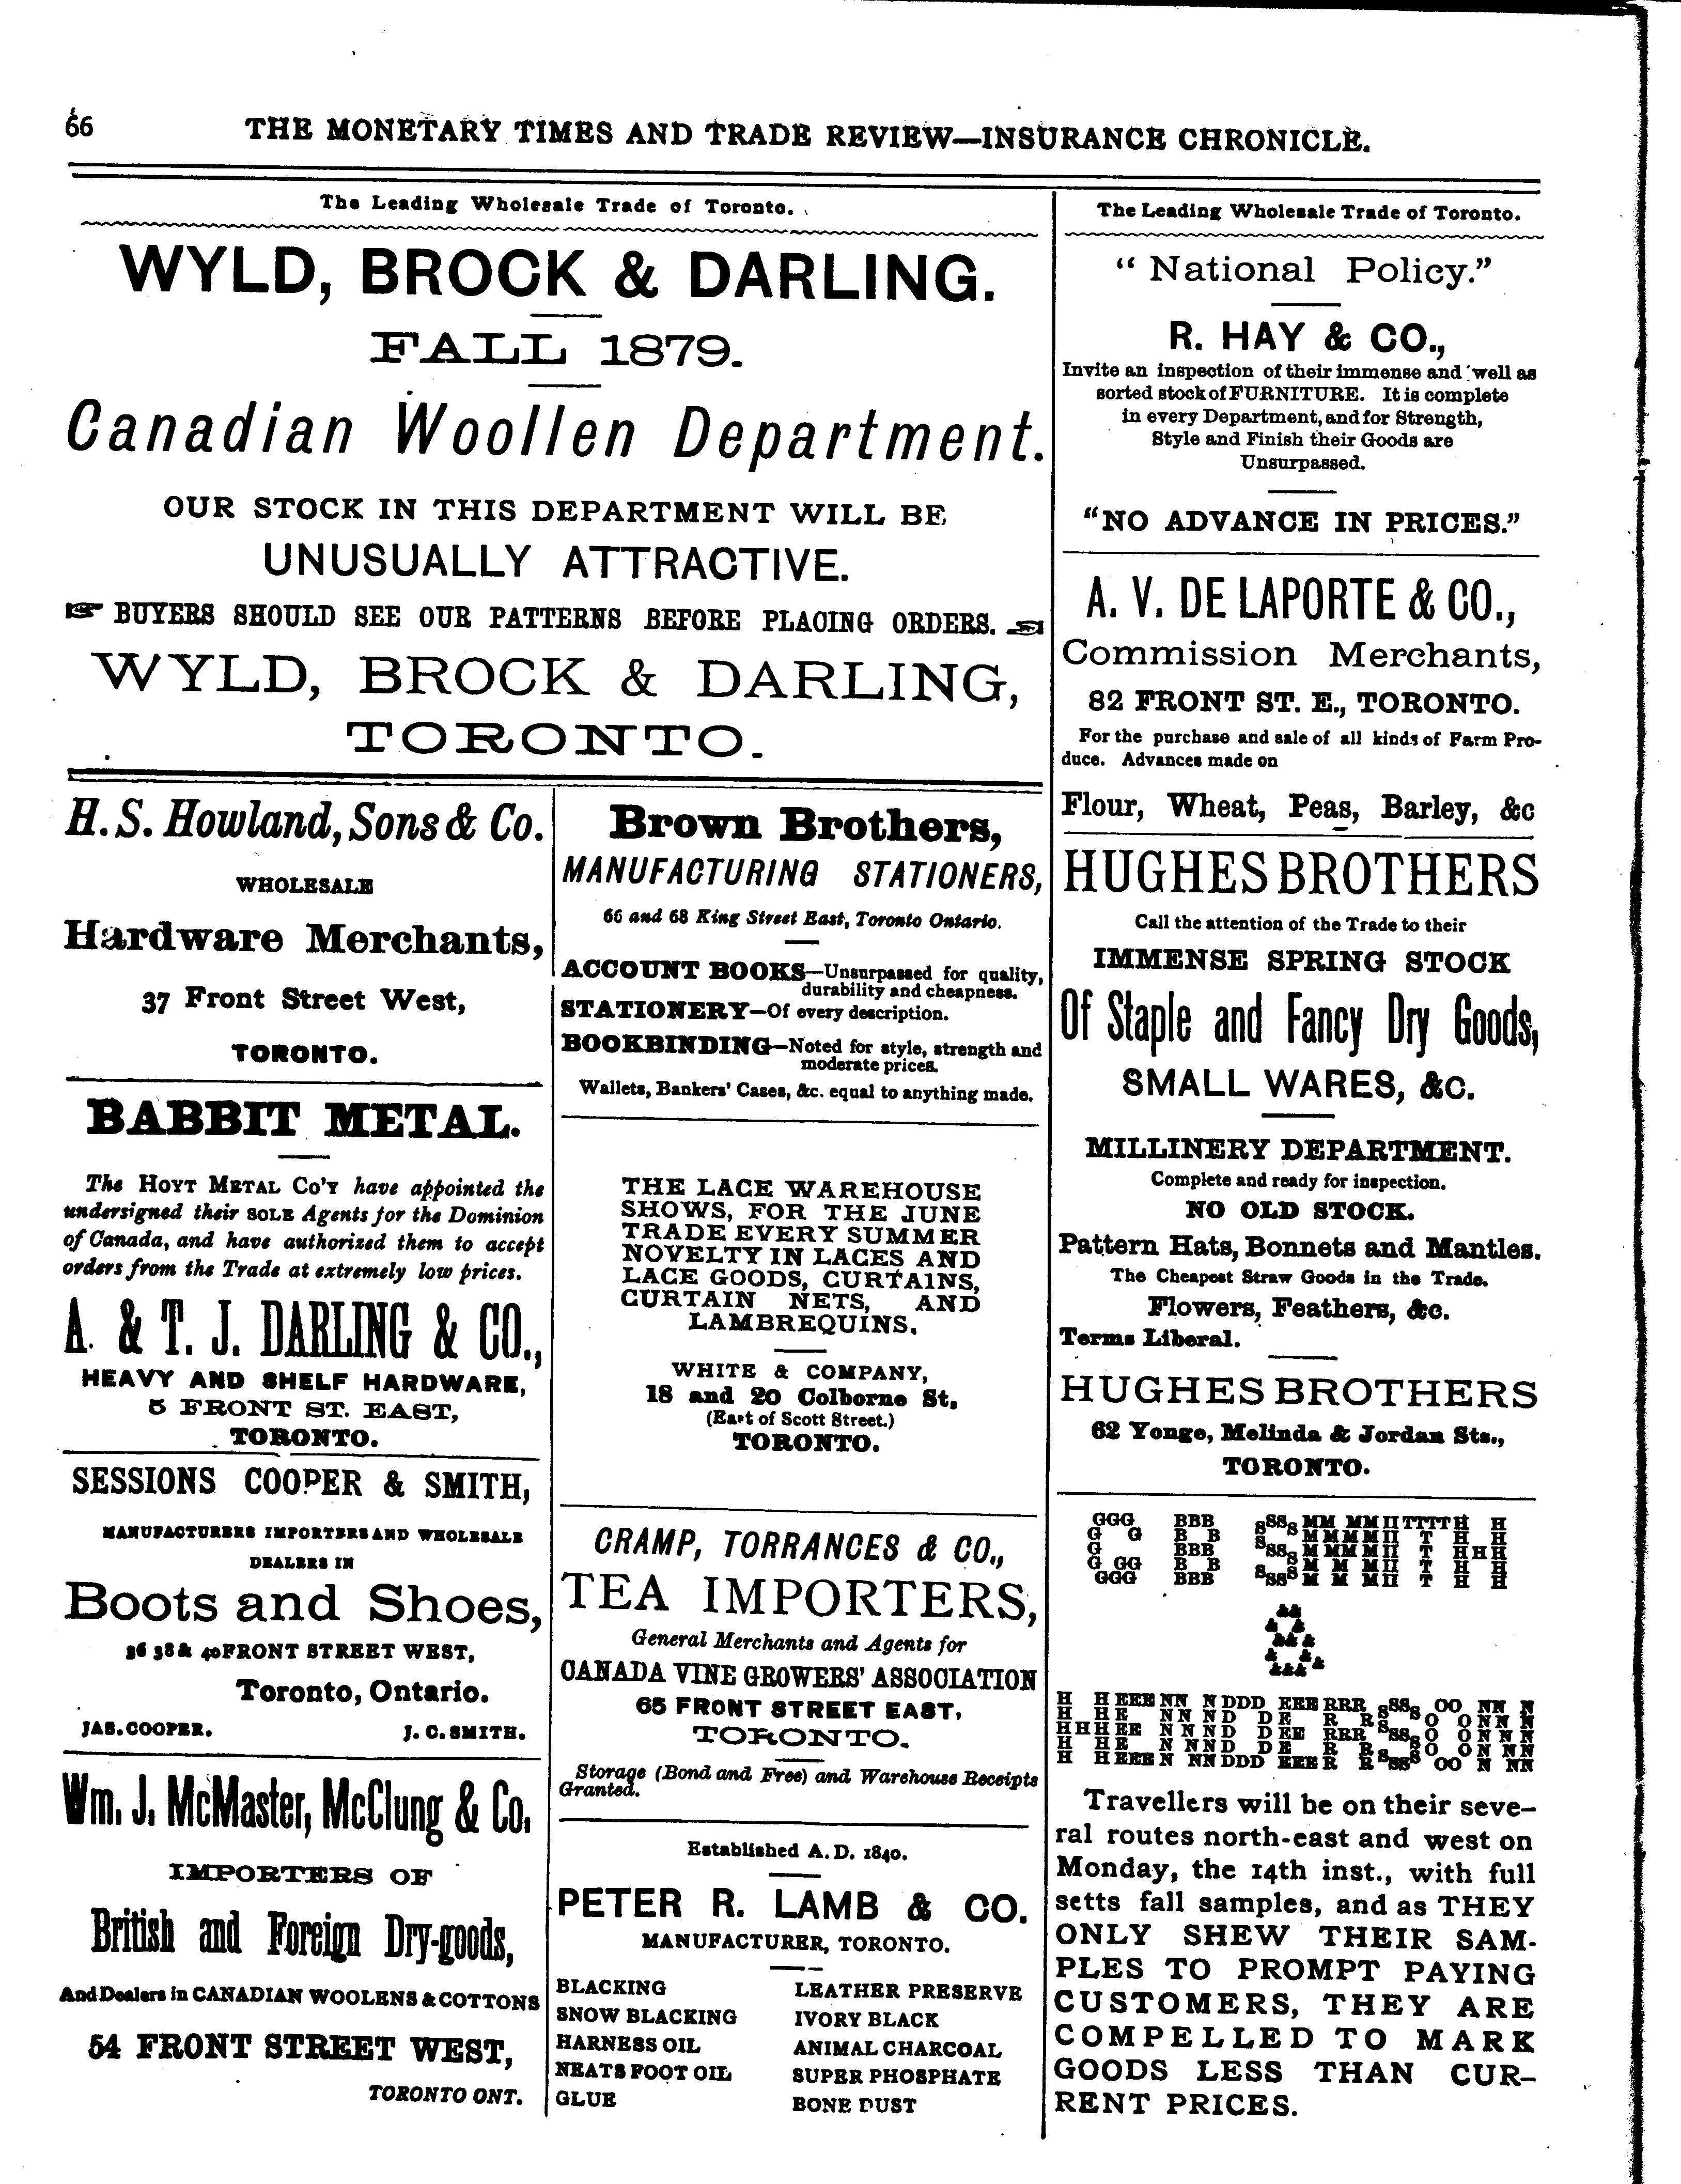 66
THE MONETARY TIMES AND TRADE REVIEW—INSURANCE CHRONICLE.
The Leading Wholesale Trade of Toronto.
WYLD, BROCK & DARLING.
FALL 1879.
Canadian Woollen Department.
OUR STOCK IN THIS DEPARTMENT WILL BE
UNUSUALLY ATTRACTIVE.
☞ BUYERS SHOULD SEE OUR PATTERNS BEFORE PLACING ORDERS. ☜
WYLD, BROCK & DARLING,
TORONTO.
H. S. Howland, Sons & Co.
WHOLESALE
Hardware Merchants,
37 Front Street West,
TORONTO.
BABBIT METAL.
The HOYT METAL CO'Y have appointed the
undersigned their SOLE Agents for the Dominion
of Canada, and have authorized them to accept
orders from the Trade at extremely low prices.
A. & T. J. DARLING & CO.,
HEAVY AND SHELF HARDWARE,
5 FRONT ST. EAST,
TORONTO.
SESSIONS COOPER & SMITH,
MANUFACTURERS IMPORTERS AND WHOLESALE
DEALERS IN
Boots and Shoes,
36 38 & 40 FRONT STREET WEST,
Toronto, Ontario.
JAS. COOPER. J. C. SMITH.
Wm. J. McMaster, McClung & Co.
IMPORTERS OF
British and Foreign Dry-goods,
And Dealers in CANADIAN WOOLENS & COTTONS
54 FRONT STREET WEST,
TORONTO ONT.
Brown Brothers,
MANUFACTURING STATIONERS,
66 and 68 King Street East, Toronto Ontario.
ACCOUNT BOOKS—Unsurpassed for quality,
durability and cheapness.
STATIONERY—Of every description.
BOOKBINDING—Noted for style, strength and
moderate prices.
Wallets, Bankers' Cases, &c. equal to anything made.
THE LACE WAREHOUSE
SHOWS, FOR THE JUNE
TRADE EVERY SUMMER
NOVELTY IN LACES AND
LACE GOODS, CURTAINS,
CURTAIN NETS, AND
LAMBREQUINS.
WHITE & COMPANY,
18 and 20 Colborne St,
(East of Scott Street.)
TORONTO.
CRAMP, TORRANCES & CO.,
TEA IMPORTERS,
General Merchants and Agents for
CANADA VINE GROWERS' ASSOCIATION
65 FRONT STREET EAST,
TORONTO.
Storage (Bond and Free) and Warehouse Receipts
Granted.
Established A. D. 1840.
PETER R. LAMB & CO.
MANUFACTURER, TORONTO.
BLACKING LEATHER PRESERVE
SNOW BLACKING IVORY BLACK
HARNESS OIL ANIMAL CHARCOAL
NEATS FOOT OIL SUPER PHOSPHATE
GLUE BONE DUST
The Leading Wholesale Trade of Toronto.
"National Policy."
R. HAY & CO.,
Invite an inspection of their immense and well as
sorted stock of FURNITURE. It is complete
in every Department, and for Strength,
Style and Finish their Goods are
Unsurpassed.
"NO ADVANCE IN PRICES."
A. V. DE LAPORTE & CO.,
Commission Merchants,
82 FRONT ST. E., TORONTO.
For the purchase and sale of all kinds of Farm Pro-
duce. Advances made on
Flour, Wheat, Peas, Barley, &c
HUGHES BROTHERS
Call the attention of the Trade to their
IMMENSE SPRING STOCK
Of Staple and Fancy Dry Goods,
SMALL WARES, &C.
MILLINERY DEPARTMENT.
Complete and ready for inspection.
NO OLD STOCK.
Pattern Hats, Bonnets and Mantles.
The Cheapest Straw Goods in the Trade.
Flowers, Feathers, &c.
Terms Liberal.
HUGHES BROTHERS
62 Yonge, Melinda & Jordan Sts.,
TORONTO.
G B SMITH
&
HENDERSON
Travellers will be on their seve-
ral routes north-east and west on
Monday, the 14th inst., with full
setts fall samples, and as THEY
ONLY SHEW THEIR SAM-
PLES TO PROMPT PAYING
CUSTOMERS, THEY ARE
COMPELLED TO MARK
GOODS LESS THAN CUR-
RENT PRICES.